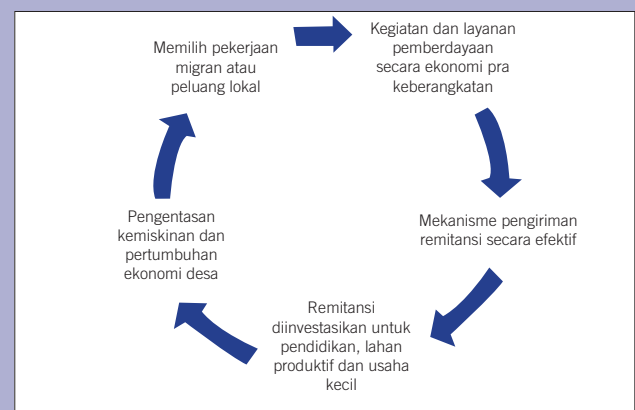 Memilih pekerjaan
migran atau
peluang lokal
Kegiatan dan layanan
pemberdayaan
secara ekonomi pra
keberangkatan
Mekanisme pengiriman
remitansi secara efektif
Remitansi
diinvestasikan untuk
pendidikan, lahan
produktif dan usaha
kecil
Pengentasan
kemiskinan dan
pertumbuhan
ekonomi desa